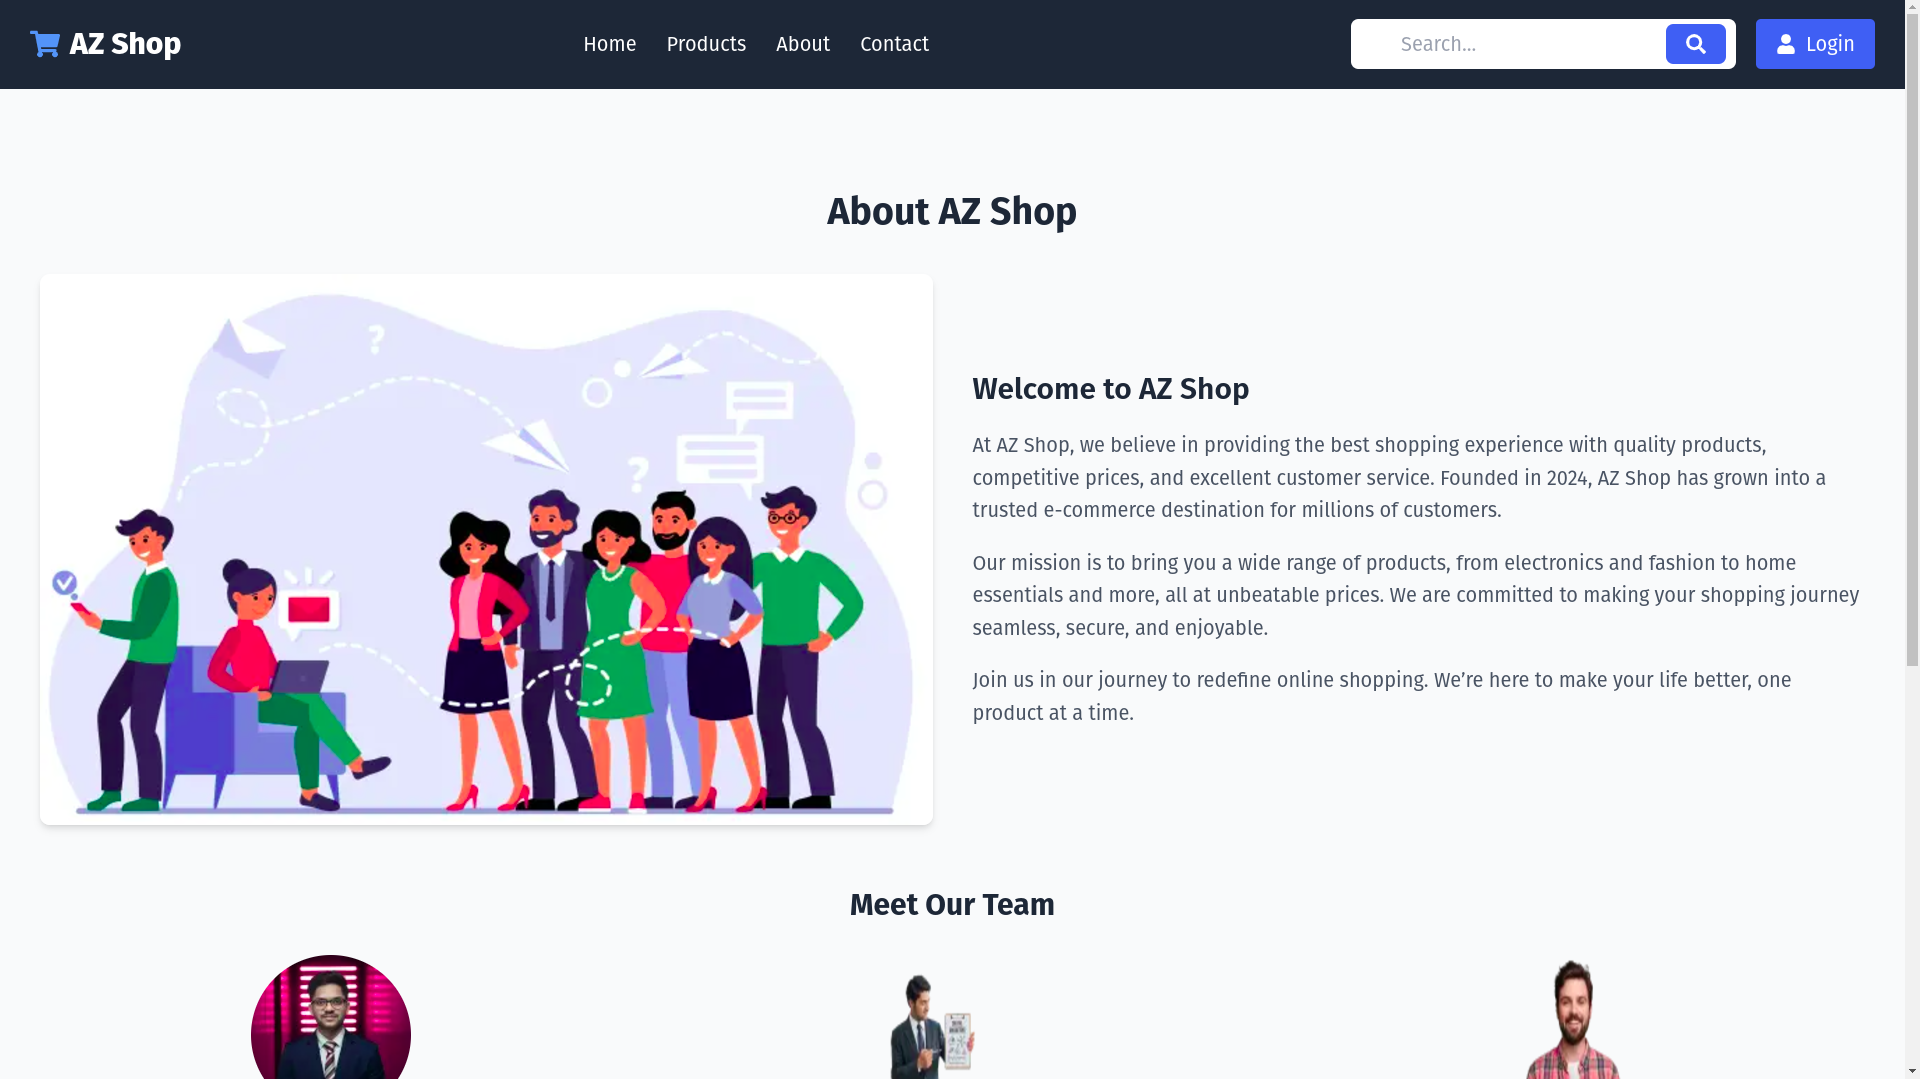 AZ Shop
Home
Products
About
Contact
Search...
Login
About AZ Shop
Welcome to AZ Shop
At AZ Shop, we believe in providing the best shopping experience with quality products,
competitive prices, and excellent customer service. Founded in 2024, AZ Shop has grown into a
trusted e-commerce destination for millions of customers.
Our mission is to bring you a wide range of products, from electronics and fashion to home
essentials and more, all at unbeatable prices. We are committed to making your shopping journey
seamless, secure, and enjoyable.
Join us in our journey to redefine online shopping. We’re here to make your life better, one
product at a time.
Meet Our Team